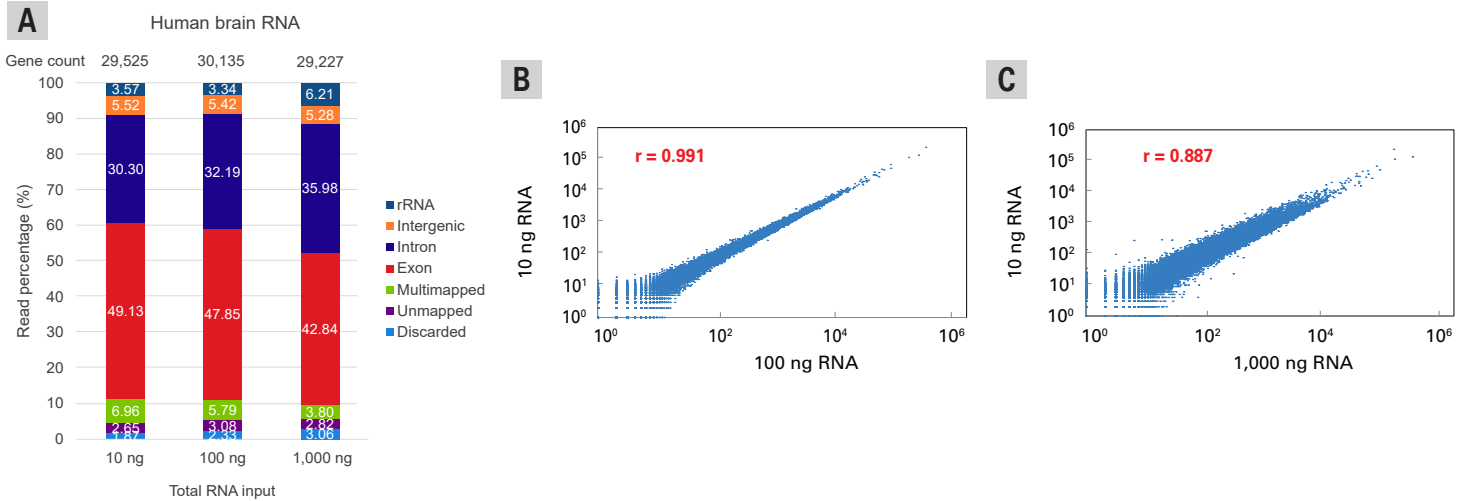 A
Human brain RNA
Gene count 29,525 30,135 29,227
100
90
80
70
60
50
40
30
20
10
0
Read percentage (%)
3.57 3.34 6.21
5.52 5.42 5.28
30.30 32.19 35.98
49.13 47.85 42.84
6.96 5.79 3.80
2.65 3.08 2.82
1.87 2.33 3.06
10 ng 100 ng 1,000 ng
Total RNA input
rRNA
Intergenic
Intron
Exon
Multimapped
Unmapped
Discarded
B
r = 0.991
10⁶
10⁵
10⁴
10³
10²
10¹
10⁰
10 ng RNA
10⁰ 10² 10⁴ 10⁶
100 ng RNA
C
r = 0.887
10⁶
10⁵
10⁴
10³
10²
10¹
10⁰
10 ng RNA
10⁰ 10² 10⁴ 10⁶
1,000 ng RNA